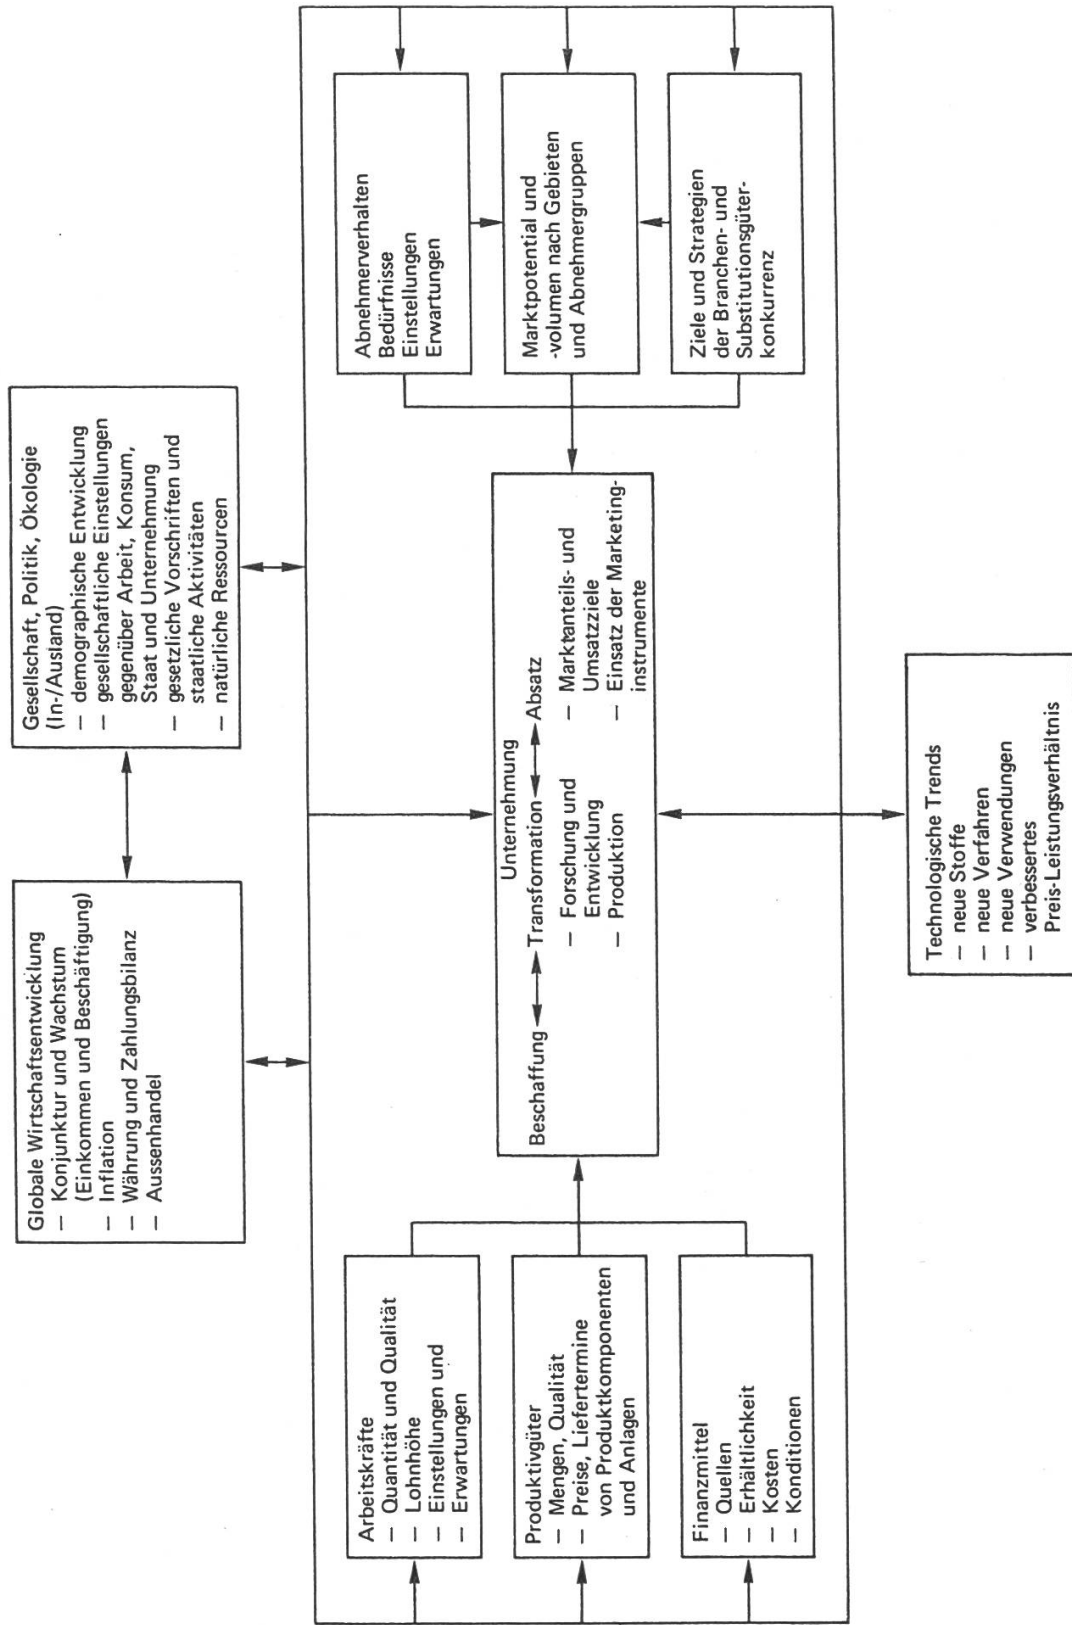 Globale Wirtschaftsentwicklung
– Konjunktur und Wachstum
(Einkommen und Beschäftigung)
– Inflation
– Währung und Zahlungsbilanz
– Aussenhandel
Gesellschaft, Politik, Ökologie
(In-/Ausland)
– demographische Entwicklung
– gesellschaftliche Einstellungen
gegenüber Arbeit, Konsum,
Staat und Unternehmung
– gesetzliche Vorschriften und
staatliche Aktivitäten
– natürliche Ressourcen
Arbeitskräfte
– Quantität und Qualität
– Lohnhöhe
– Einstellungen und
– Erwartungen
Produktivgüter
– Mengen, Qualität
– Preise, Liefertermine
von Produktkomponenten
und Anlagen
Finanzmittel
– Quellen
– Erhältlichkeit
– Kosten
– Konditionen
Unternehmung
Beschaffung Transformation Absatz
– Forschung und
Entwicklung
– Produktion
– Marktanteils- und
Umsatzziele
– Einsatz der Marketing-
instrumente
Abnehmerverhalten
Bedürfnisse
Einstellungen
Erwartungen
Marktpotential und
-volumen nach Gebieten
und Abnehmergruppen
Ziele und Strategien
der Branchen- und
Substitutionsgüter-
konkurrenz
Technologische Trends
– neue Stoffe
– neue Verfahren
– neue Verwendungen
– verbessertes
Preis-Leistungsverhältnis